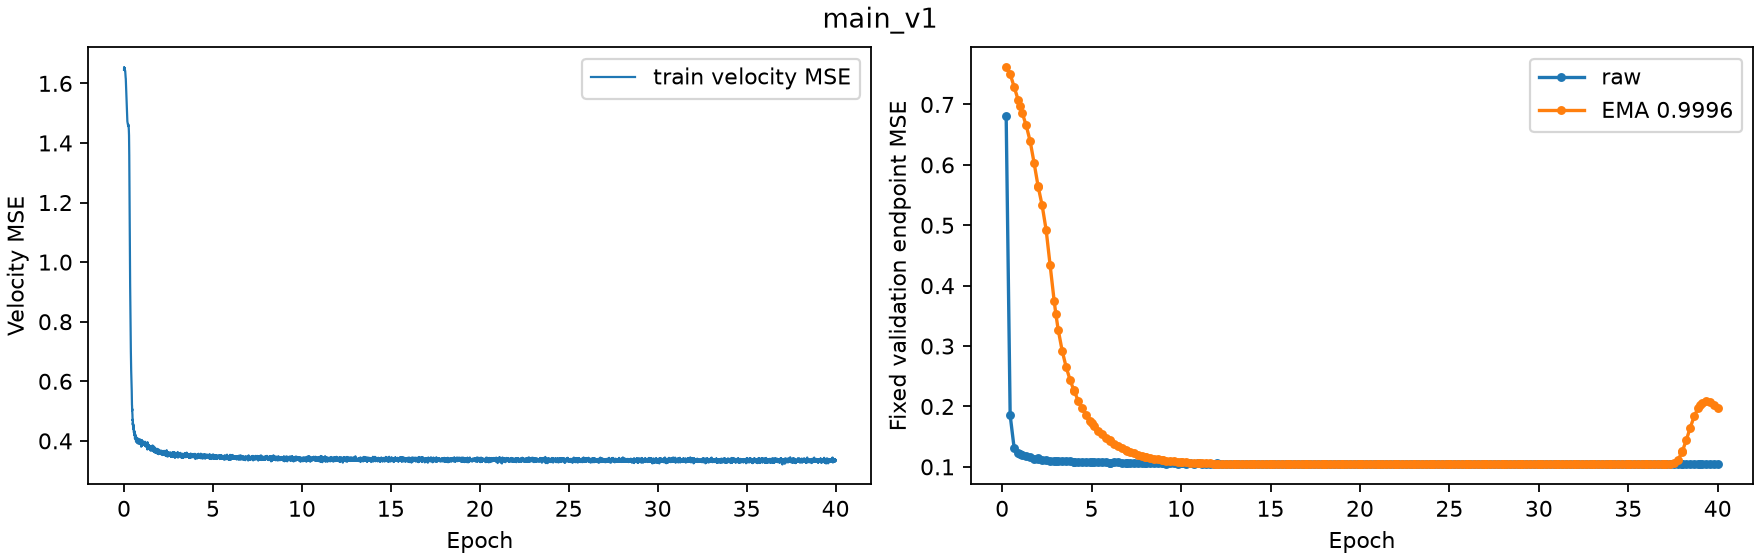 main_v1
Velocity MSE
1.6
1.4
1.2
1.0
0.8
0.6
0.4
train velocity MSE
0 5 10 15 20 25 30 35 40
Epoch
Fixed validation endpoint MSE
0.7
0.6
0.5
0.4
0.3
0.2
0.1
raw
EMA 0.9996
0 5 10 15 20 25 30 35 40
Epoch